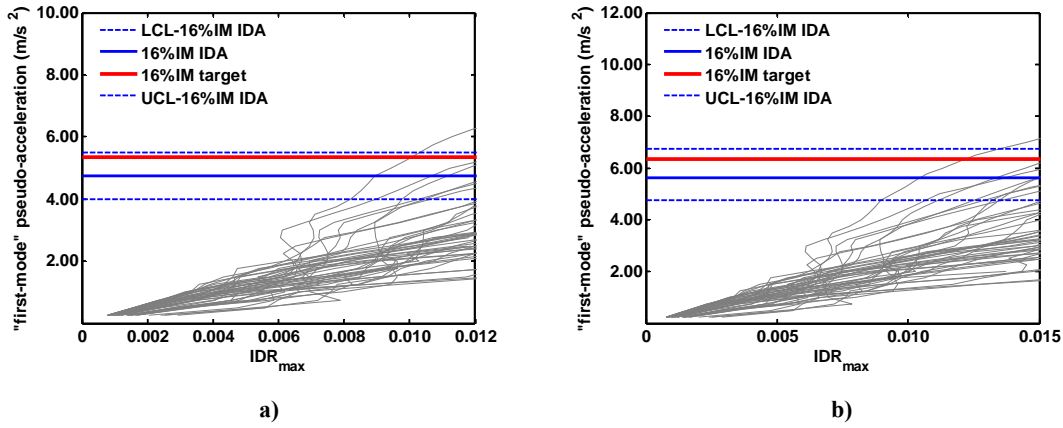 10.00
8.00
6.00
4.00
2.00
"first-mode" pseudo-acceleration (m/s ²)
LCL-16%IM IDA
16%IM IDA
16%IM target
UCL-16%IM IDA
0 0.002 0.004 0.006 0.008 0.010 0.012
IDRmax
a)
12.00
10.00
8.00
6.00
4.00
2.00
"first-mode" pseudo-acceleration (m/s ²)
LCL-16%IM IDA
16%IM IDA
16%IM target
UCL-16%IM IDA
0 0.005 0.010 0.015
IDRmax
b)